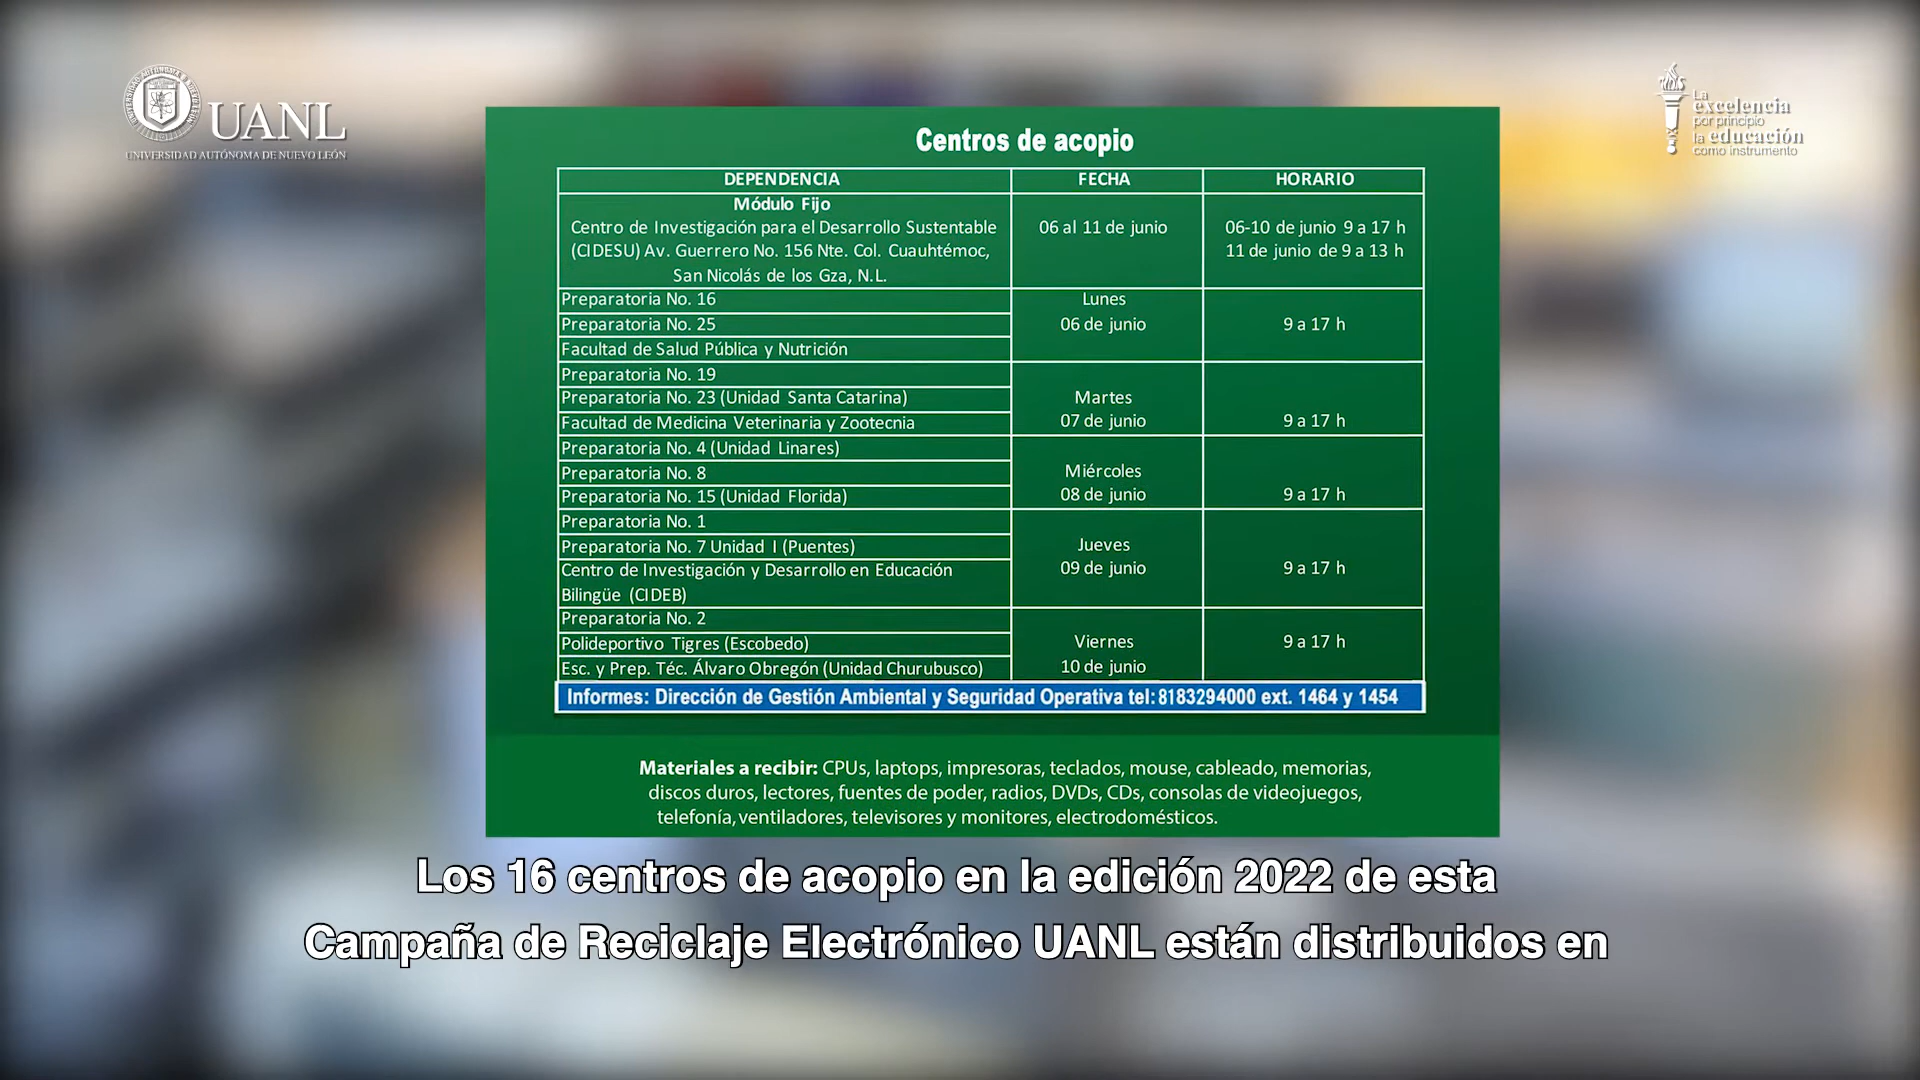 UANL
UNIVERSIDAD AUTÓNOMA DE NUEVO LEÓN
La
excelencia
por principio
la educación
como instrumento
Centros de acopio
DEPENDENCIA FECHA HORARIO
Módulo Fijo
Centro de Investigación para el Desarrollo Sustentable 06 al 11 de junio 06-10 de junio 9 a 17 h
(CIDESU) Av. Guerrero No. 156 Nte. Col. Cuauhtémoc, 11 de junio de 9 a 13 h
San Nicolás de los Gza, N.L.
Preparatoria No. 16 Lunes
Preparatoria No. 25 06 de junio 9 a 17 h
Facultad de Salud Pública y Nutrición
Preparatoria No. 19
Preparatoria No. 23 (Unidad Santa Catarina) Martes
Facultad de Medicina Veterinaria y Zootecnia 07 de junio 9 a 17 h
Preparatoria No. 4 (Unidad Linares)
Preparatoria No. 8 Miércoles
Preparatoria No. 15 (Unidad Florida) 08 de junio 9 a 17 h
Preparatoria No. 1
Preparatoria No. 7 Unidad I (Puentes) Jueves
Centro de Investigación y Desarrollo en Educación 09 de junio 9 a 17 h
Bilingüe (CIDEB)
Preparatoria No. 2
Polideportivo Tigres (Escobedo) Viernes 9 a 17 h
Esc. y Prep. Téc. Álvaro Obregón (Unidad Churubusco) 10 de junio
Informes: Dirección de Gestión Ambiental y Seguridad Operativa tel:8183294000 ext. 1464 y 1454
Materiales a recibir: CPUs, laptops, impresoras, teclados, mouse, cableado, memorias,
discos duros, lectores, fuentes de poder, radios, DVDs, CDs, consolas de videojuegos,
telefonía, ventiladores, televisores y monitores, electrodomésticos.
Los 16 centros de acopio en la edición 2022 de esta
Campaña de Reciclaje Electrónico UANL están distribuidos en